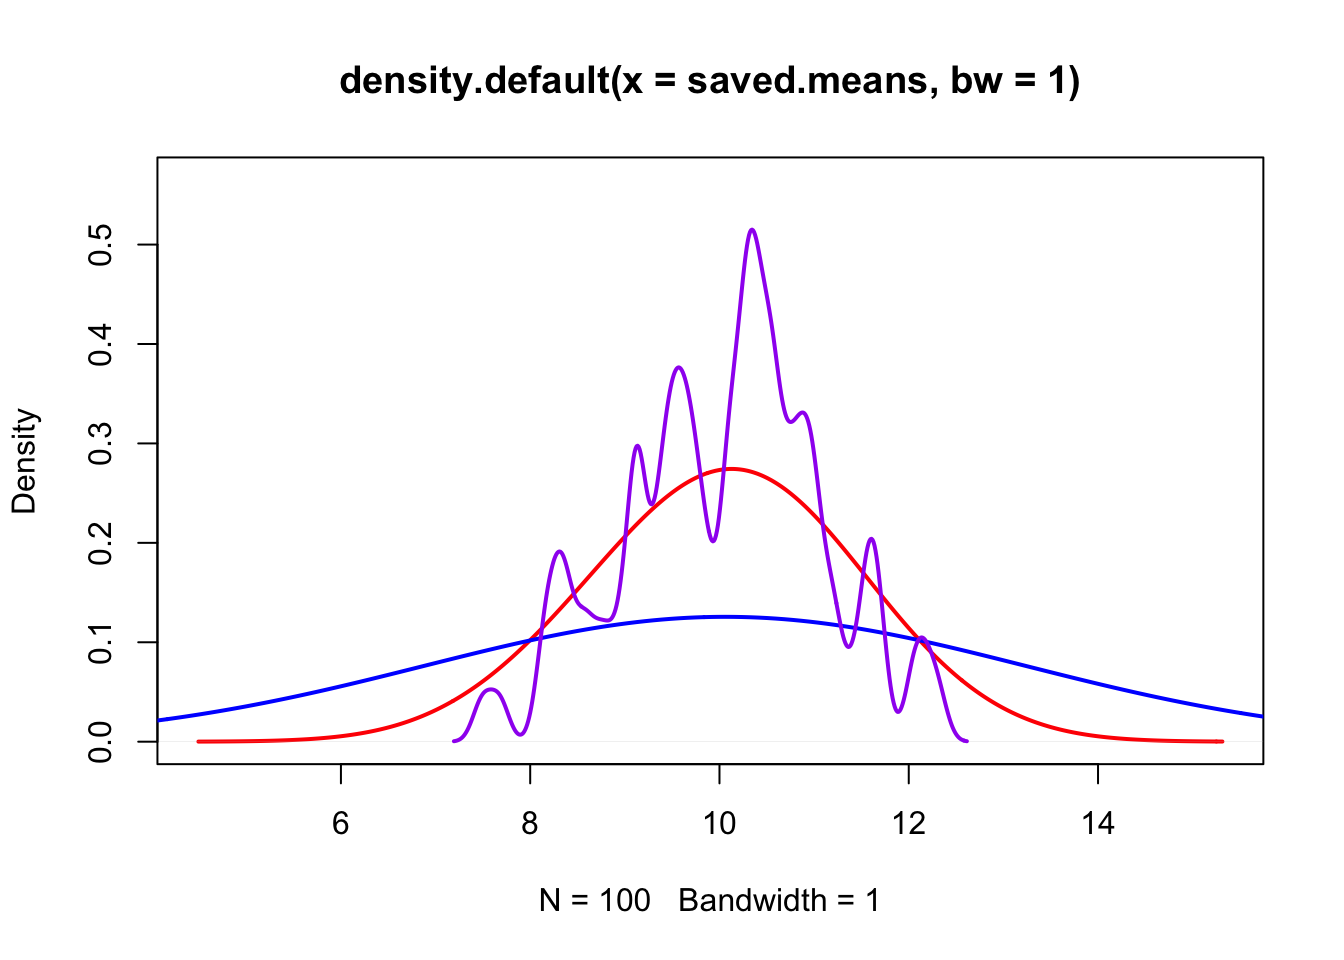 density.default(x = saved.means, bw = 1)
Density
0.5
0.4
0.3
0.2
0.1
0.0
6 8 10 12 14
N = 100 Bandwidth = 1